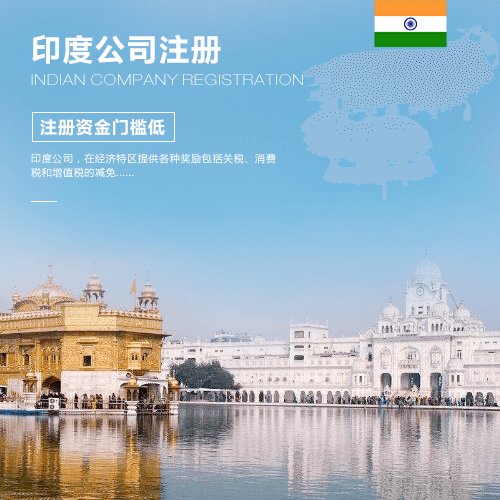 印度公司注册
INDIAN COMPANY REGISTRATION
注册资金门槛低
印度公司，在经济特区提供各种奖励包括关税、消费
税和增值税的减免......